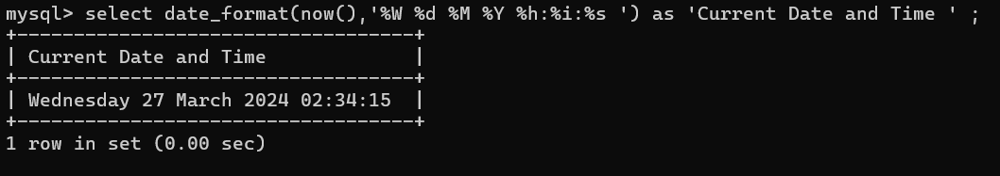 mysql> select date_format(now(),'%W %d %M %Y %h:%i:%s ') as 'Current Date and Time ' ;
+-----------------------------------+
| Current Date and Time             |
+-----------------------------------+
| Wednesday 27 March 2024 02:34:15  |
+-----------------------------------+
1 row in set (0.00 sec)